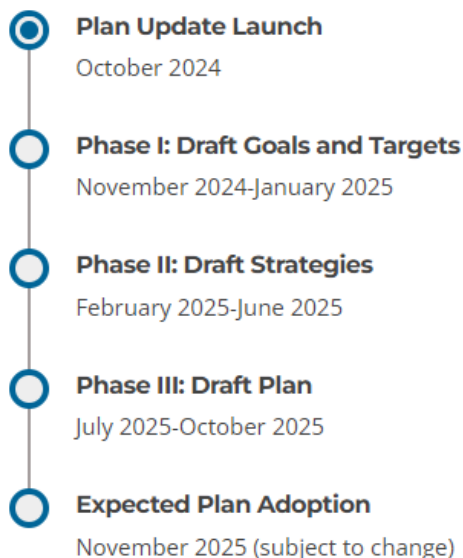 Plan Update Launch
October 2024
Phase I: Draft Goals and Targets
November 2024-January 2025
Phase II: Draft Strategies
February 2025-June 2025
Phase III: Draft Plan
July 2025-October 2025
Expected Plan Adoption
November 2025 (subject to change)